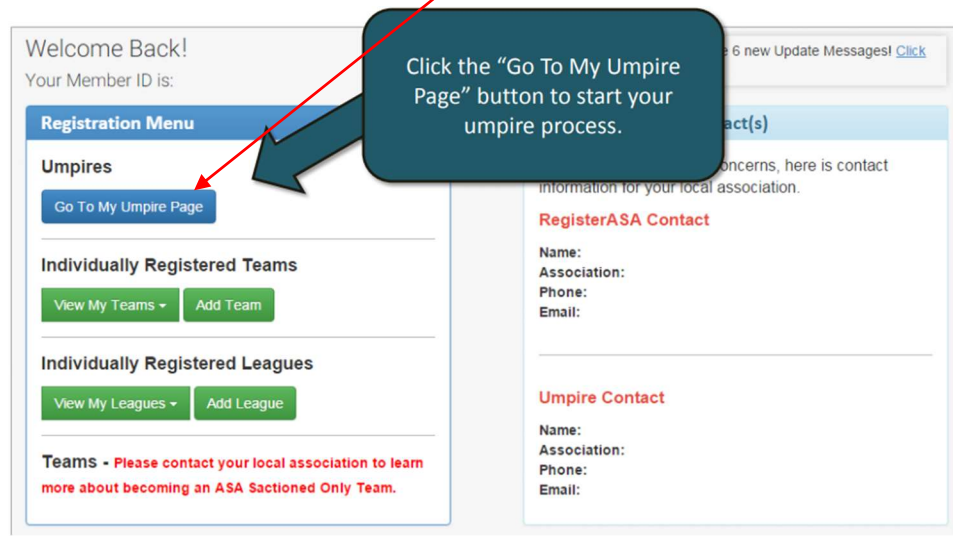 Welcome Back!
Your Member ID is:
Click the “Go To My Umpire
Page” button to start your
umpire process.
6 new Update Messages! Click
Registration Menu
Umpires
Go To My Umpire Page
Individually Registered Teams
View My Teams
Add Team
Individually Registered Leagues
View My Leagues
Add League
Teams - Please contact your local association to learn
more about becoming an ASA Sactioned Only Team.
here is contact
information for your local association.
RegisterASA Contact
Name:
Association:
Phone:
Email:
Umpire Contact
Name:
Association:
Phone:
Email: